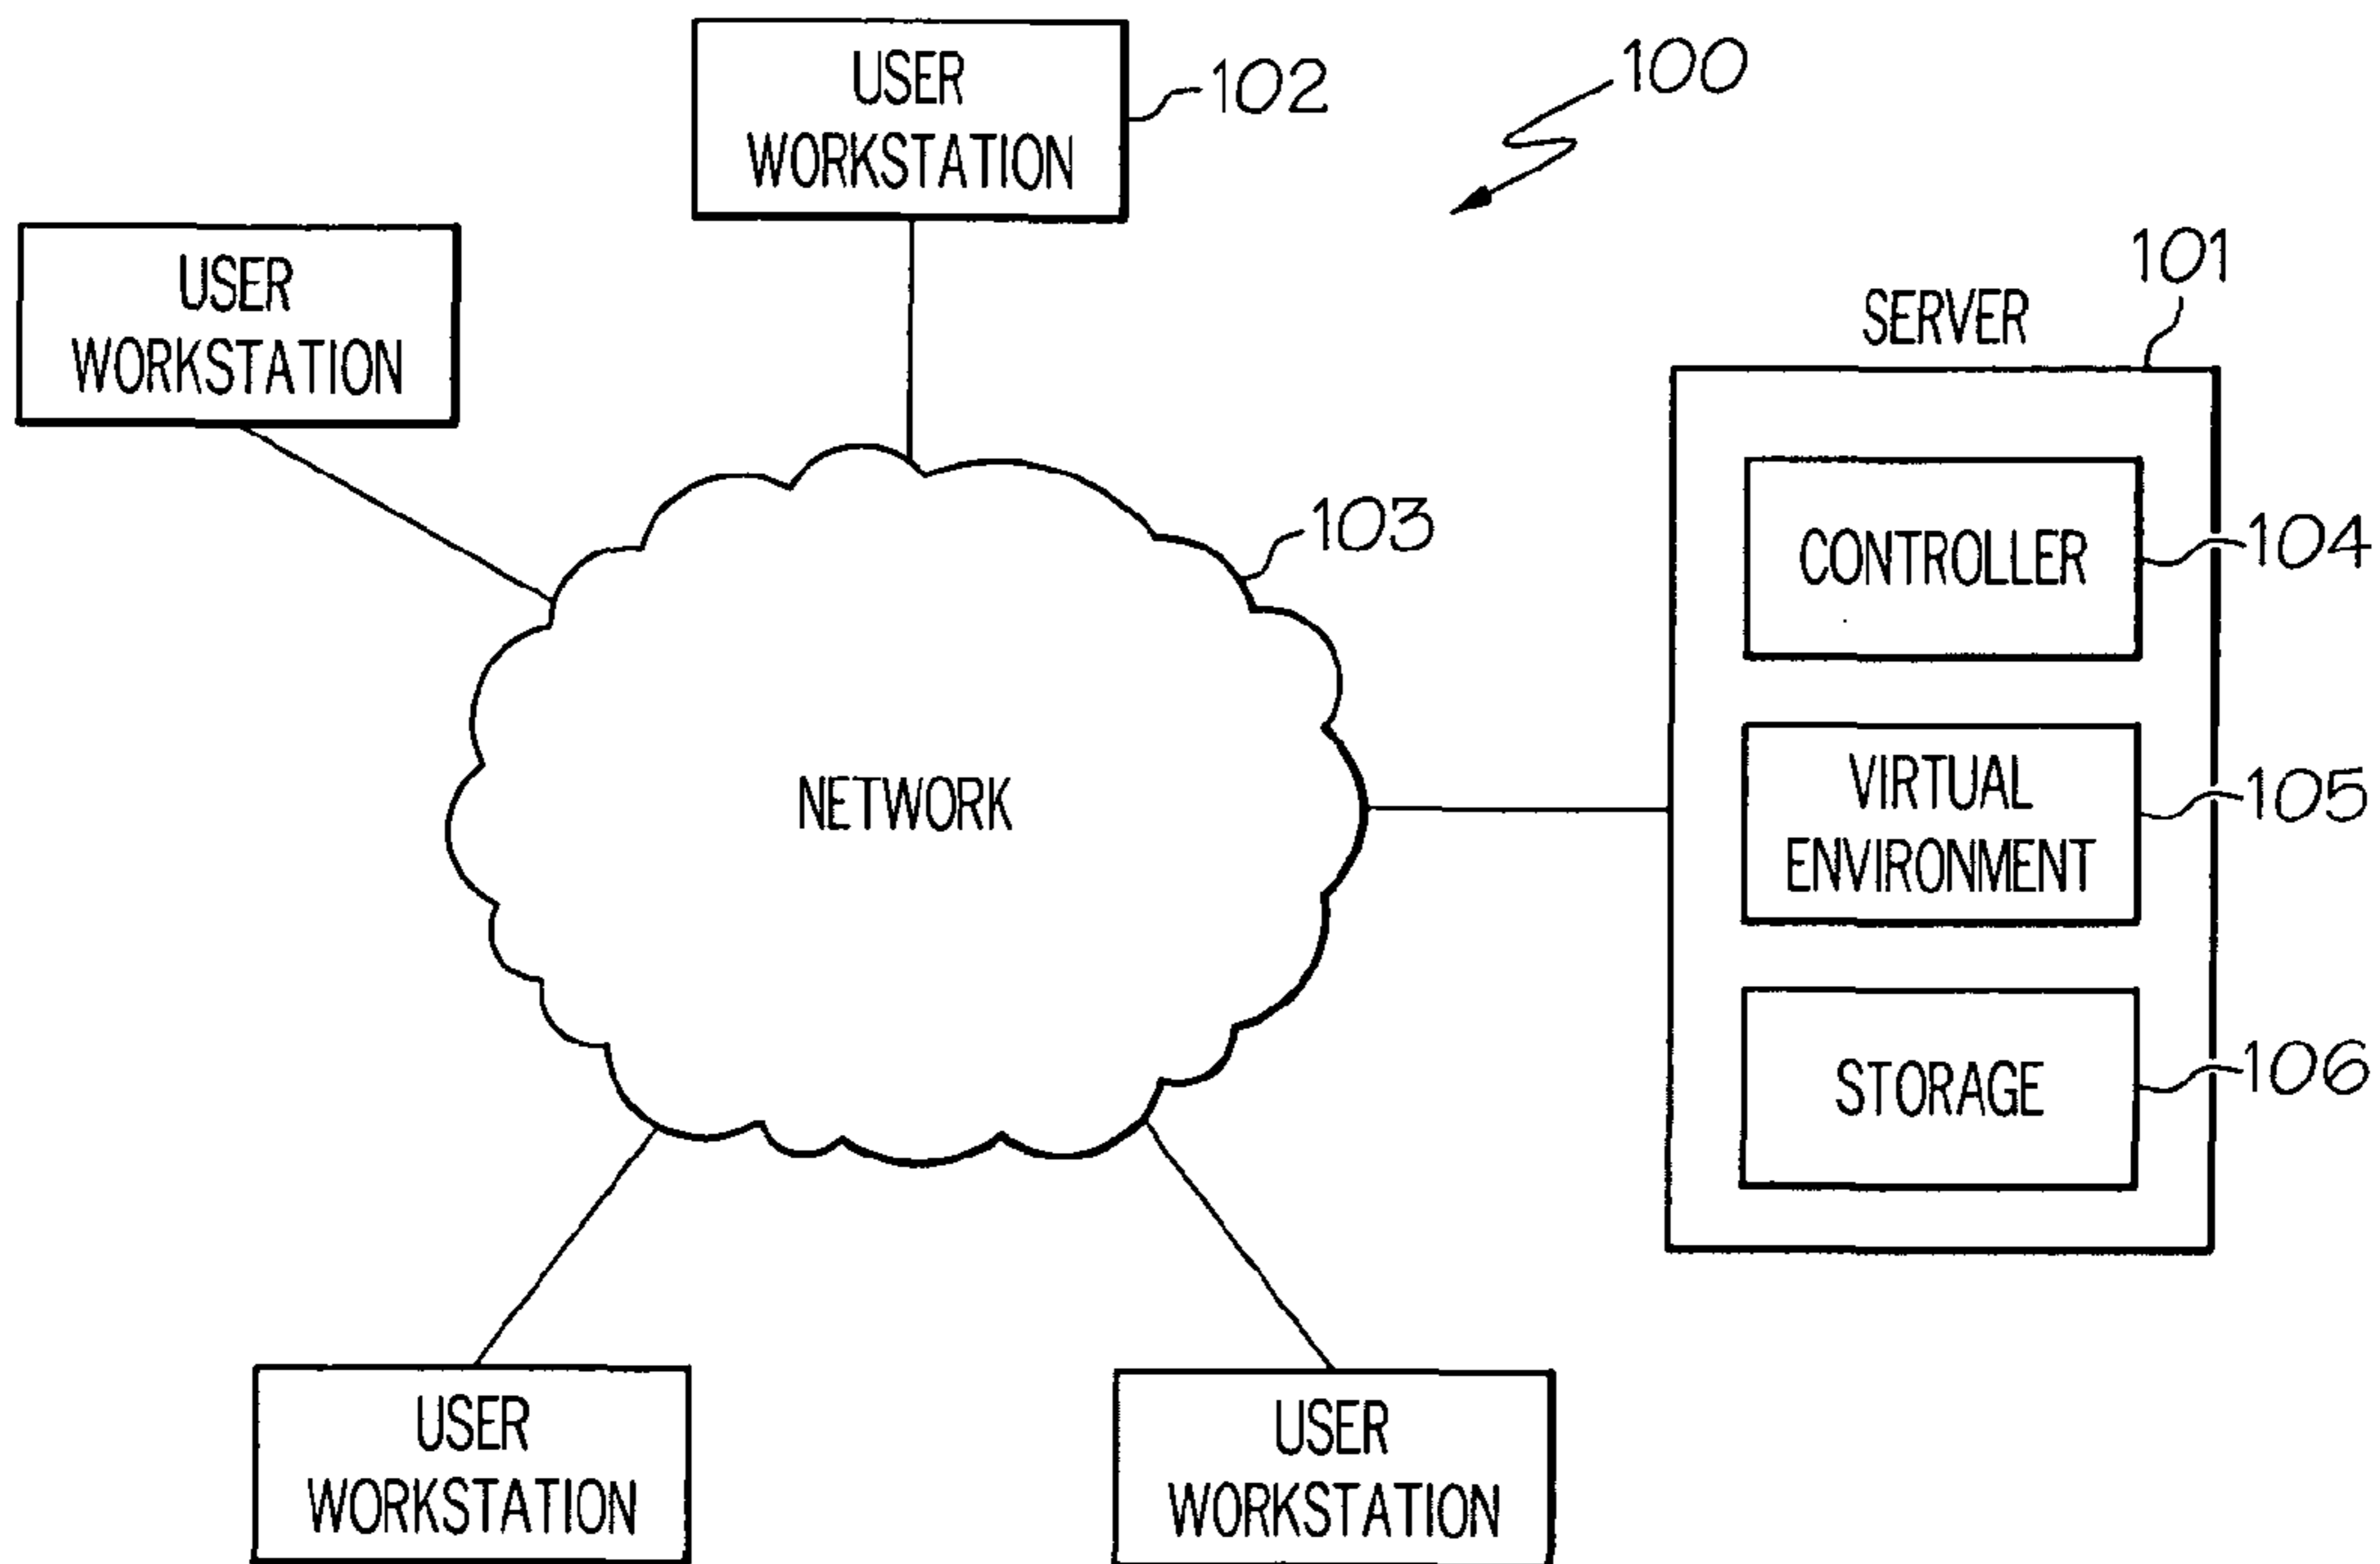 USER
WORKSTATION
102
100
USER
WORKSTATION
101
SERVER
103
CONTROLLER
104
NETWORK
VIRTUAL
ENVIRONMENT
105
STORAGE
106
USER
WORKSTATION
USER
WORKSTATION